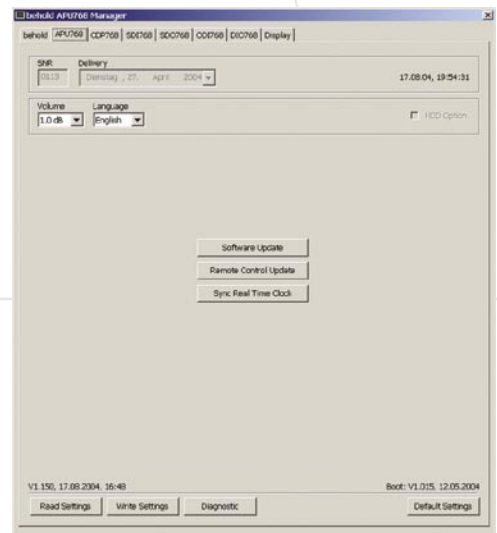 behold APU768 Manager
behold APU768 CDP768 SDI768 SDO768 ODI768 DIO768 Display
SNR Delivery
0113 Dienstag , 27. April 2004 17.08.04, 19:54:31
Volume Language
1.0 dB English HDD Option
Software Update
Remote Control Update
Sync Real Time Clock
V1.150, 17.08.2004, 16:48 Boot: V1.015, 12.05.2004
Read Settings Write Settings Diagnostic Default Settings